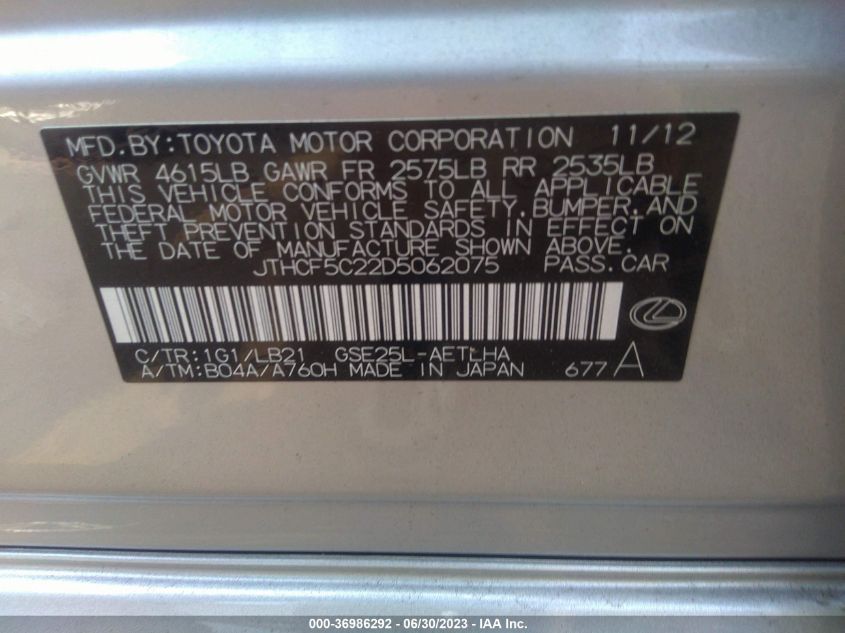 MFD.BY:TOYOTA MOTOR CORPORATION 11/12
GVWR 4615LB GAWR FR 2575LB RR 2535LB
THIS VEHICLE CONFORMS TO ALL APPLICABLE
FEDERAL MOTOR VEHICLE SAFETY,BUMPER,AND
THEFT PREVENTION STANDARDS IN EFFECT ON
THE DATE OF MANUFACTURE SHOWN ABOVE.
JTHCF5C22D5062075 PASS.CAR
C/TR:1G1/LB21 GSE25L-AETLHA
A/TM:B04A/A760H MADE IN JAPAN 677A
000-36986292 - 06/30/2023 - IAA Inc.